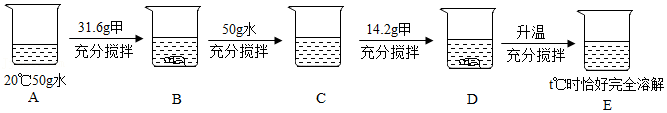 31.6g甲 50g水 14.2g甲 升温
充分搅拌 充分搅拌 充分搅拌 充分搅拌
20℃50g水 t℃时恰好完全溶解
A B C D E